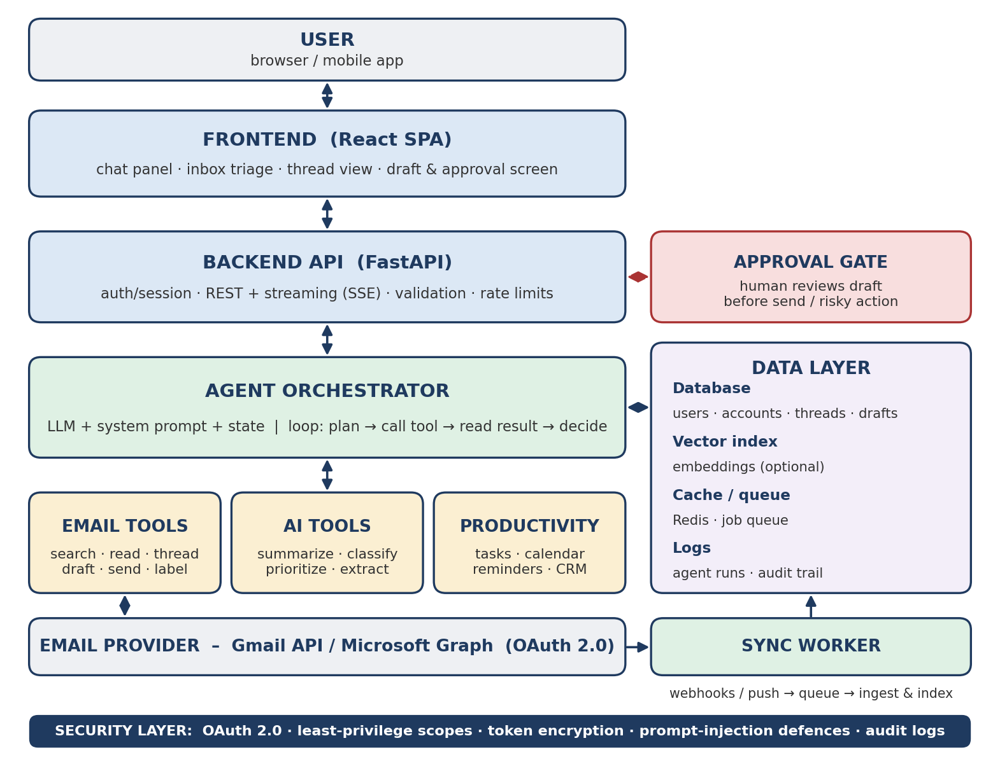 USER
browser / mobile app
FRONTEND  (React SPA)
chat panel · inbox triage · thread view · draft & approval screen
BACKEND API  (FastAPI)
auth/session · REST + streaming (SSE) · validation · rate limits
APPROVAL GATE
human reviews draft
before send / risky action
AGENT ORCHESTRATOR
LLM + system prompt + state  |  loop: plan → call tool → read result → decide
DATA LAYER
Database
users · accounts · threads · drafts
Vector index
embeddings (optional)
Cache / queue
Redis · job queue
Logs
agent runs · audit trail
EMAIL TOOLS
search · read · thread
draft · send · label
AI TOOLS
summarize · classify
prioritize · extract
PRODUCTIVITY
tasks · calendar
reminders · CRM
EMAIL PROVIDER  –  Gmail API / Microsoft Graph  (OAuth 2.0)
SYNC WORKER
webhooks / push → queue → ingest & index
SECURITY LAYER:  OAuth 2.0 · least-privilege scopes · token encryption · prompt-injection defences · audit logs